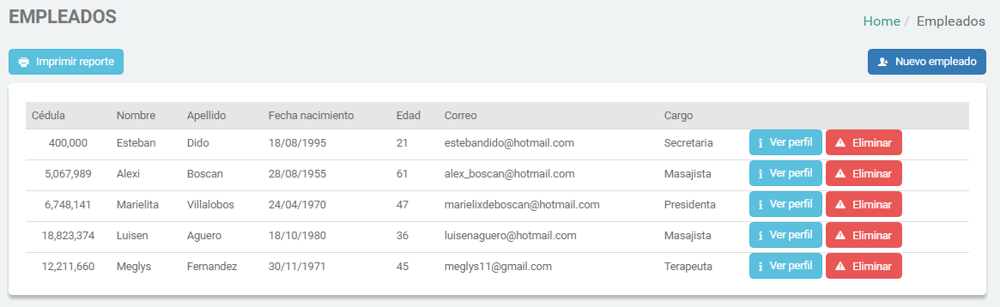 EMPLEADOS
Home / Empleados
Imprimir reporte
Nuevo empleado
Cédula Nombre Apellido Fecha nacimiento Edad Correo Cargo
400,000 Esteban Dido 18/08/1995 21 estebandido@hotmail.com Secretaria Ver perfil Eliminar
5,067,989 Alexi Boscan 28/08/1955 61 alex_boscan@hotmail.com Masajista Ver perfil Eliminar
6,748,141 Marielita Villalobos 24/04/1970 47 marielixdeboscan@hotmail.com Presidenta Ver perfil Eliminar
18,823,374 Luisen Aguero 18/10/1980 36 luisenaguero@hotmail.com Masajista Ver perfil Eliminar
12,211,660 Meglys Fernandez 30/11/1971 45 meglys11@gmail.com Terapeuta Ver perfil Eliminar